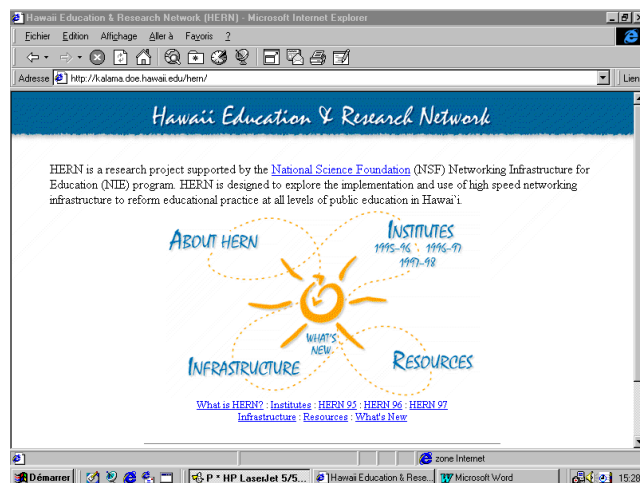 Hawaii Education & Research Network (HERN) - Microsoft Internet Explorer
Fichier Edition Affichage Aller à Favoris ?
Adresse http://kalama.doe.hawaii.edu/hern/ Lien
Hawaii Education & Research Network
HERN is a research project supported by the National Science Foundation (NSF) Networking Infrastructure for
Education (NIE) program. HERN is designed to explore the implementation and use of high speed networking
infrastructure to reform educational practice at all levels of public education in Hawai`i.
ABOUT HERN
INSTITUTES
1995-96 1996-97
1997-98
WHAT'S
NEW
INFRASTRUCTURE
RESOURCES
What is HERN? : Institutes : HERN 95 : HERN 96 : HERN 97
Infrastructure : Resources : What's New
zone Internet
Démarrer P * HP LaserJet 5/5... Hawaii Education & Rese... Microsoft Word 15:28